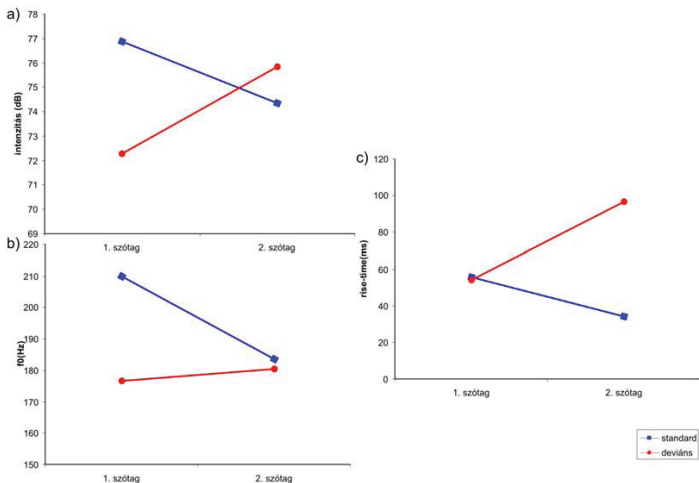 a)
78
77
76
75
74
73
72
71
70
69
intenzitás (dB)
1. szótag 2. szótag
b)
220
210
200
190
180
170
160
150
f0(Hz)
1. szótag 2. szótag
c)
120
100
80
60
40
20
0
rise-time(ms)
1. szótag 2. szótag
standard
deviáns